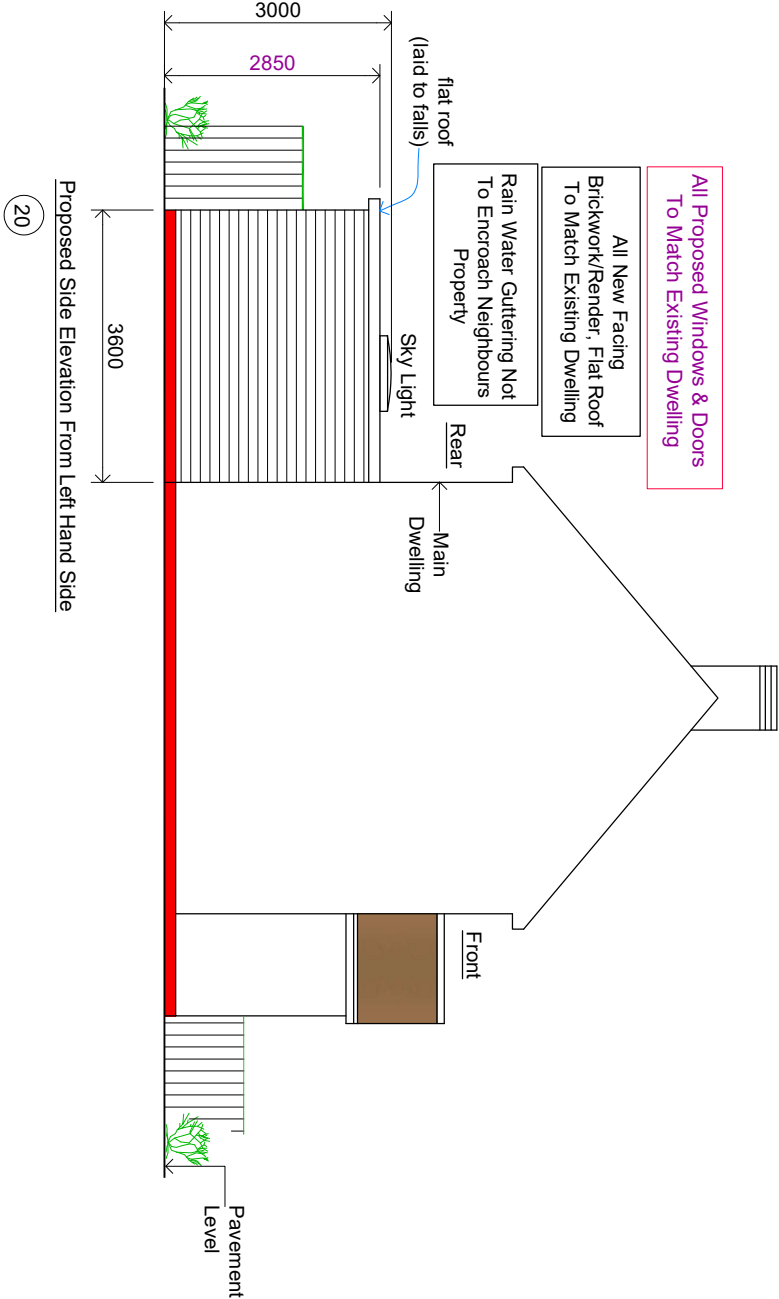 All Proposed Windows & Doors
To Match Existing Dwelling
All New Facing
Brickwork/Render, Flat Roof
To Match Existing Dwelling
Rain Water Guttering Not
To Encroach Neighbours
Property
flat roof
(laid to falls)
3000
2850
Sky Light
Rear
Main
Dwelling
Front
3600
Pavement
Level
Proposed Side Elevation From Left Hand Side
20